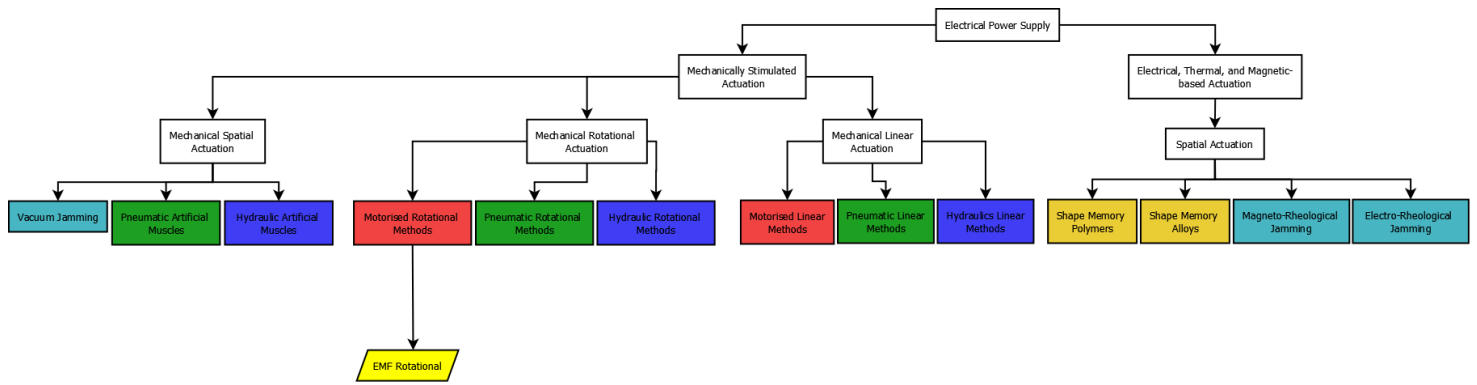 Electrical Power Supply
Mechanically Stimulated
Actuation
Electrical, Thermal, and Magnetic-
based Actuation
Mechanical Spatial
Actuation
Mechanical Rotational
Actuation
Mechanical Linear
Actuation
Spatial Actuation
Vacuum Jamming
Pneumatic Artificial
Muscles
Hydraulic Artificial
Muscles
Motorised Rotational
Methods
Pneumatic Rotational
Methods
Hydraulic Rotational
Methods
Motorised Linear
Methods
Pneumatic Linear
Methods
Hydraulics Linear
Methods
Shape Memory
Polymers
Shape Memory
Alloys
Magneto-Rheological
Jamming
Electro-Rheological
Jamming
EMF Rotational